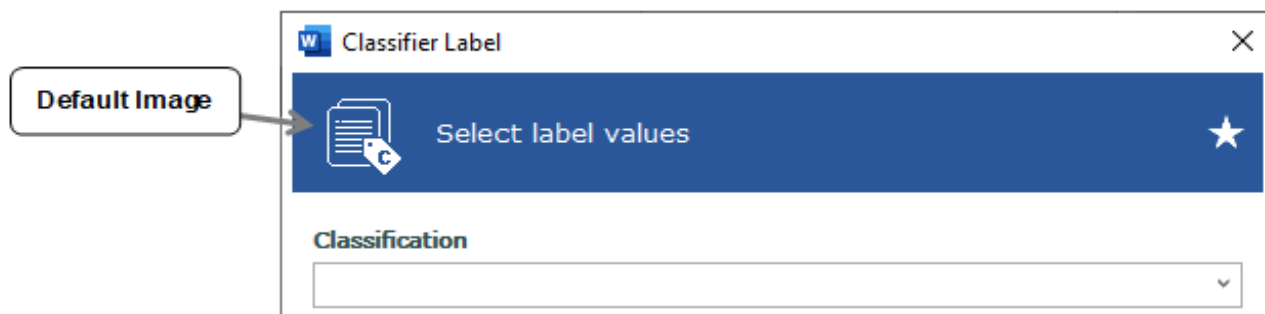 W Classifier Label
Default Image
C
Select label values
Classification